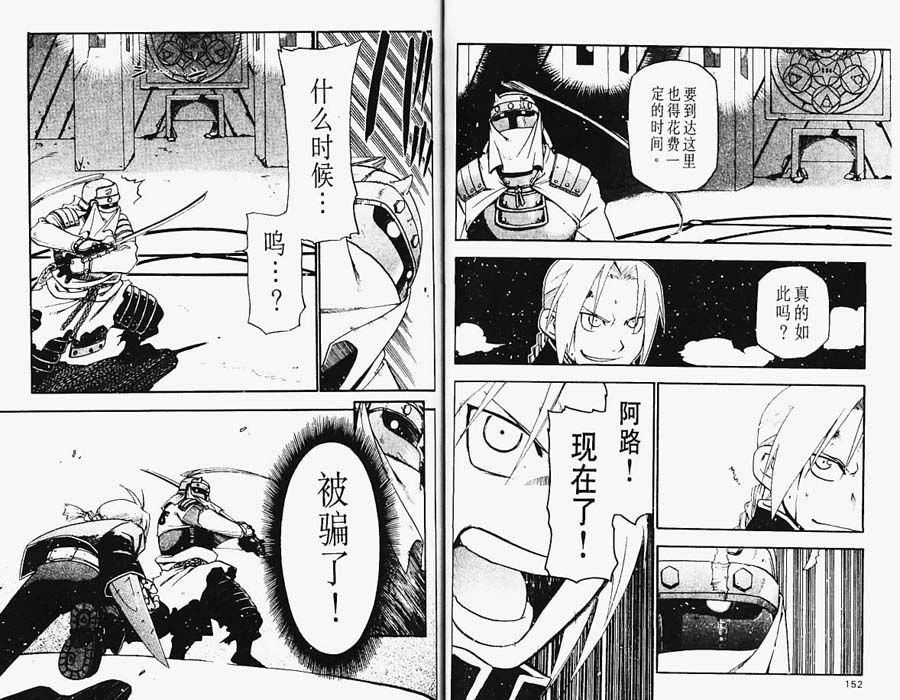 要到达这里
也得花费一
定的时间。
真的如
此吗？
阿路！
现在了！
152
什么时候…
呜…？
被骗了！